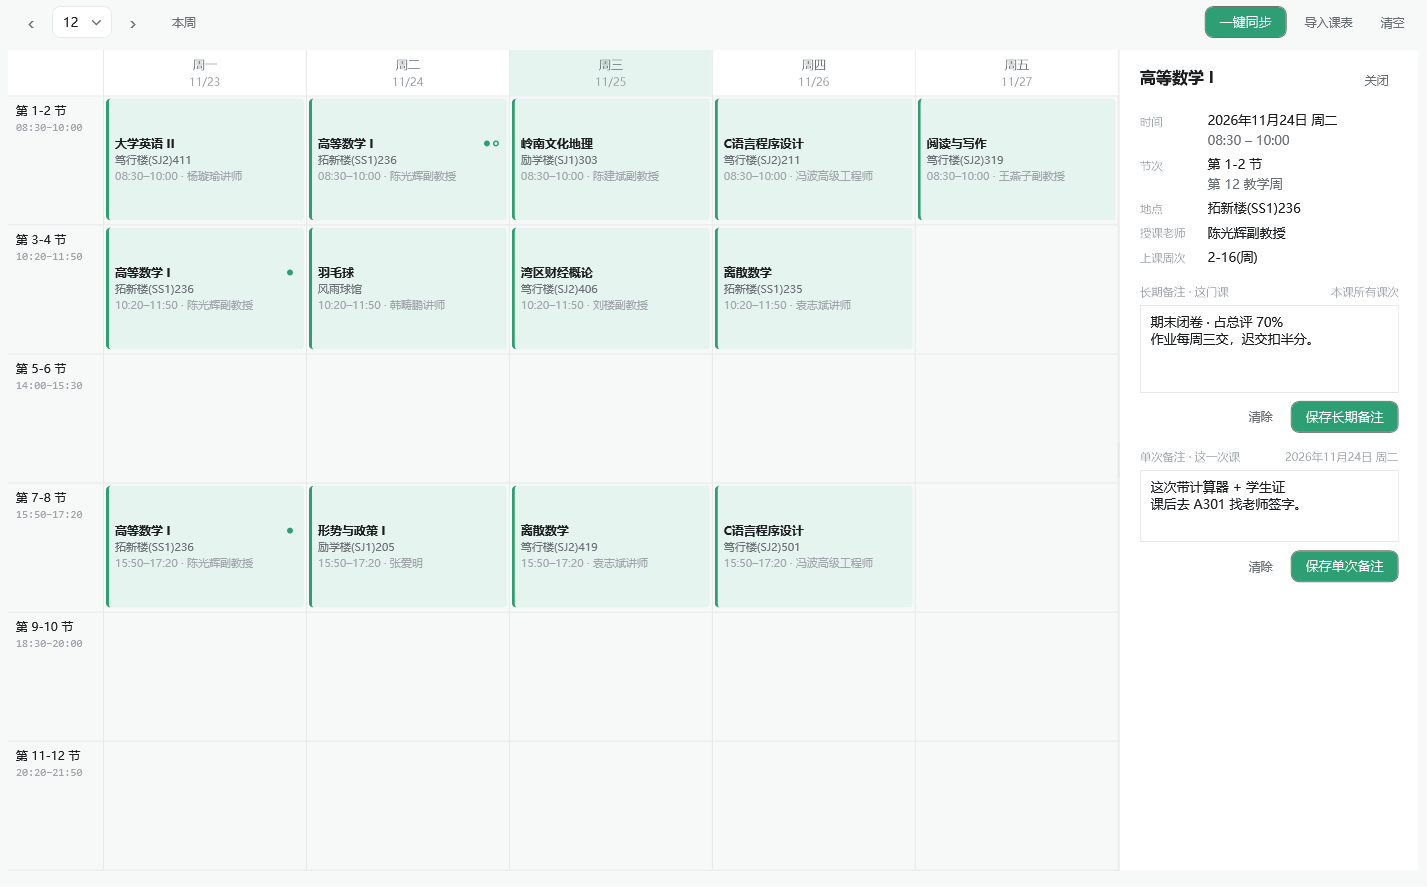 ‹ 12 › 本周 一键同步 导入课表 清空
周一 周二 周三 周四 周五
11/23 11/24 11/25 11/26 11/27
第 1-2 节
08:30–10:00
大学英语 II
笃行楼(SJ2)411
08:30–10:00 · 杨璇瑜讲师
高等数学 I
拓新楼(SS1)236
08:30–10:00 · 陈光辉副教授
岭南文化地理
励学楼(SJ1)303
08:30–10:00 · 陈建斌副教授
C语言程序设计
笃行楼(SJ2)211
08:30–10:00 · 冯波高级工程师
阅读与写作
笃行楼(SJ2)319
08:30–10:00 · 王燕子副教授
第 3-4 节
10:20–11:50
高等数学 I
拓新楼(SS1)236
10:20–11:50 · 陈光辉副教授
羽毛球
风雨球馆
10:20–11:50 · 韩鹏讲师
湾区财经概论
笃行楼(SJ2)406
10:20–11:50 · 刘楼副教授
离散数学
拓新楼(SS1)235
10:20–11:50 · 袁志斌讲师
第 5-6 节
14:00–15:30
第 7-8 节
15:50–17:20
高等数学 I
拓新楼(SS1)236
15:50–17:20 · 陈光辉副教授
形势与政策 I
励学楼(SJ1)205
15:50–17:20 · 张爱明
离散数学
笃行楼(SJ2)419
15:50–17:20 · 袁志斌讲师
C语言程序设计
笃行楼(SJ2)501
15:50–17:20 · 冯波高级工程师
第 9-10 节
18:30–20:00
第 11-12 节
20:20–21:50
高等数学 I 关闭
时间 2026年11月24日 周二
08:30 – 10:00
节次 第 1-2 节
第 12 教学周
地点 拓新楼(SS1)236
授课老师 陈光辉副教授
上课周次 2-16(周)
长期备注 · 这门课 本课所有课次
期末闭卷 · 占总评 70%
作业每周三交，迟交扣半分。
清除 保存长期备注
单次备注 · 这一次课 2026年11月24日 周二
这次带计算器 + 学生证
课后去 A301 找老师签字。
清除 保存单次备注